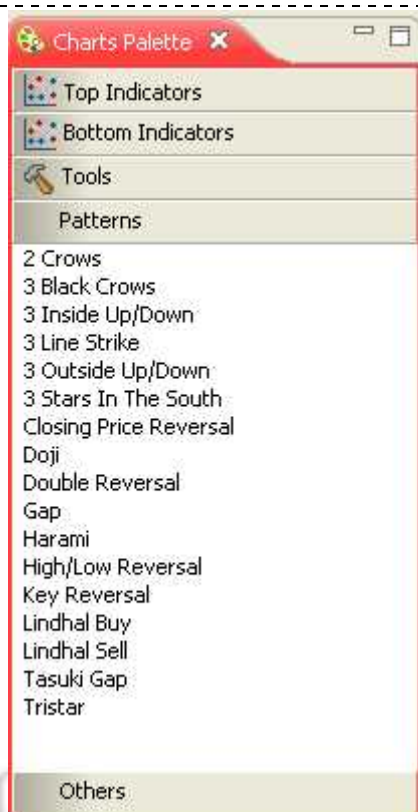 Charts Palette
Top Indicators
Bottom Indicators
Tools
Patterns
2 Crows
3 Black Crows
3 Inside Up/Down
3 Line Strike
3 Outside Up/Down
3 Stars In The South
Closing Price Reversal
Doji
Double Reversal
Gap
Harami
High/Low Reversal
Key Reversal
Lindhal Buy
Lindhal Sell
Tasuki Gap
Tristar
Others